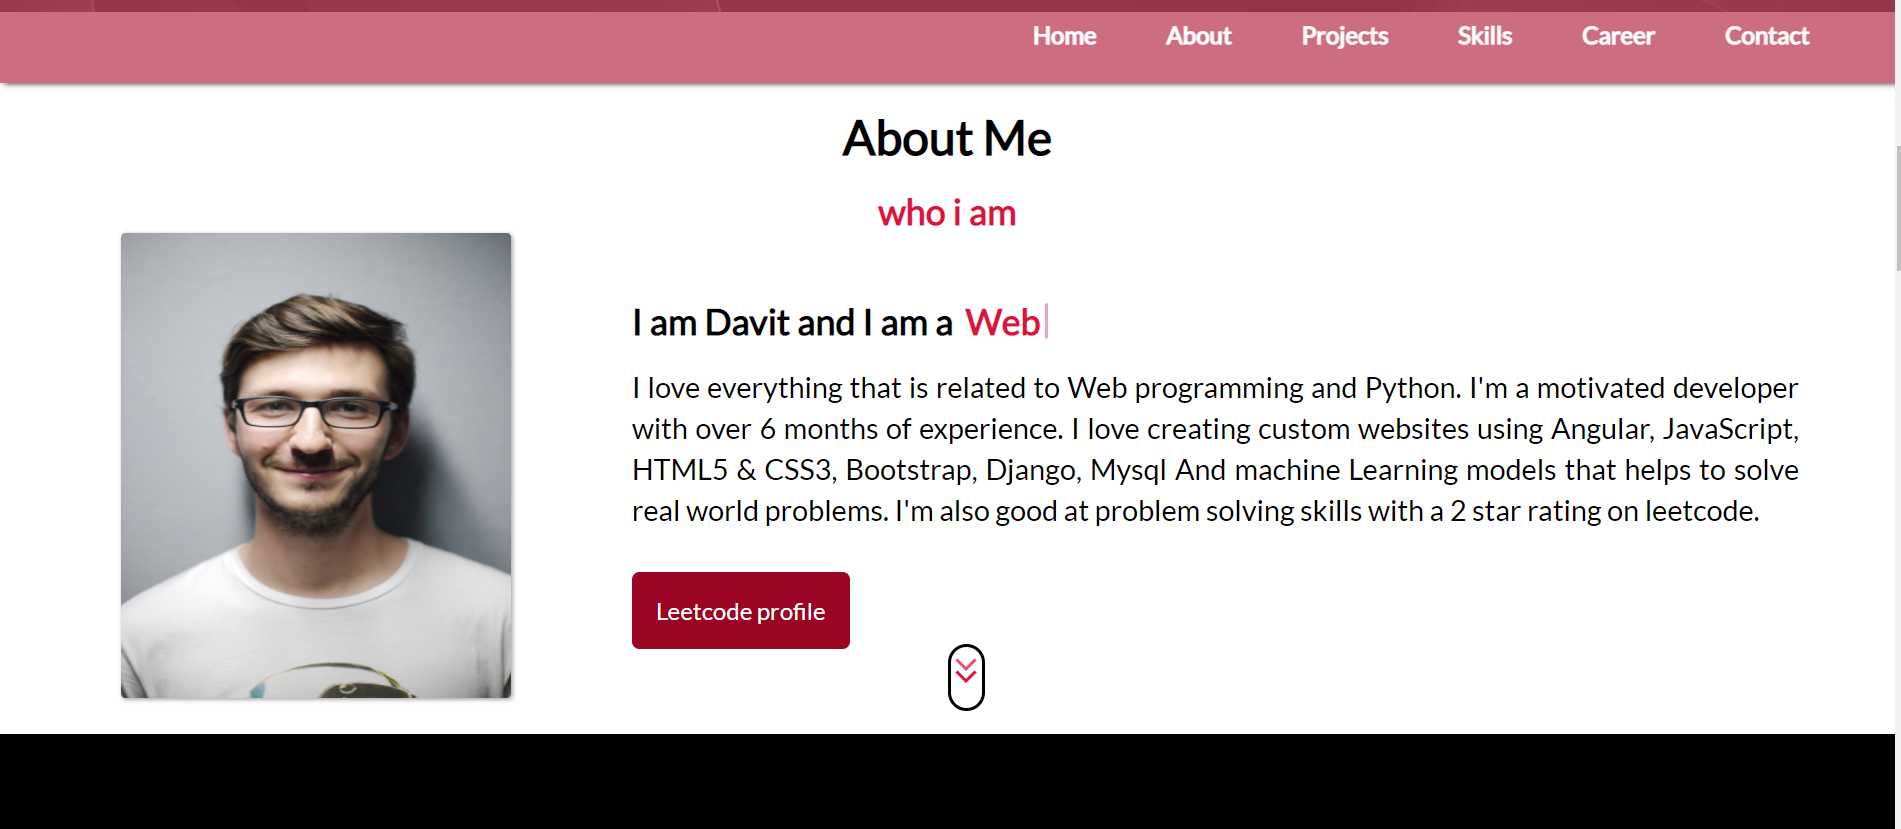 Home About Projects Skills Career Contact
About Me
who i am
I am Davit and I am a Web
I love everything that is related to Web programming and Python. I'm a motivated developer
with over 6 months of experience. I love creating custom websites using Angular, JavaScript,
HTML5 & CSS3, Bootstrap, Django, Mysql And machine Learning models that helps to solve
real world problems. I'm also good at problem solving skills with a 2 star rating on leetcode.
Leetcode profile